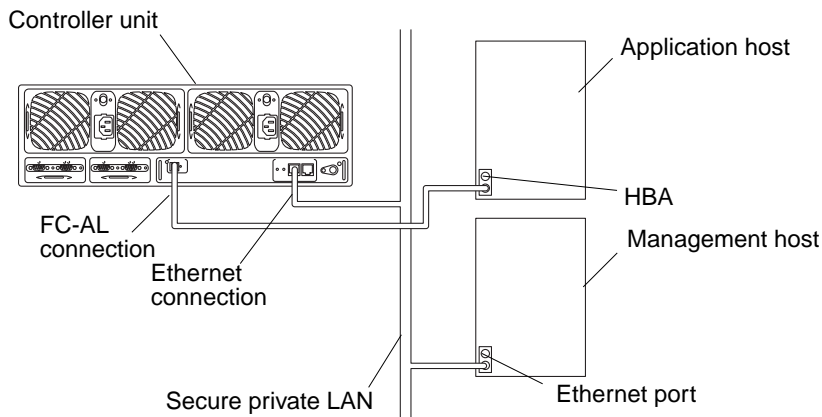 Controller unit
Application host
HBA
FC-AL
connection
Management host
Ethernet
connection
Secure private LAN
Ethernet port